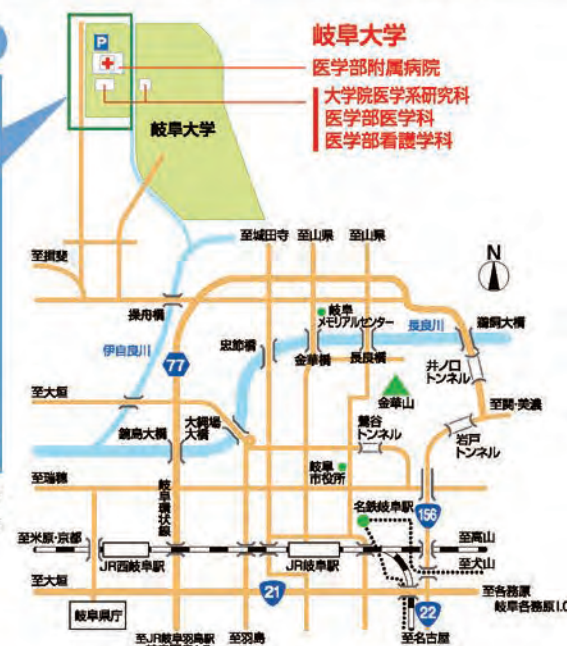 P
岐阜大学
医学部附属病院
大学院医学系研究科
医学部医学科
医学部看護学科
岐阜大学
至城田寺
至山県
至山県
N
至揖斐
操舟橋
岐阜
メモリアルセンター
長良川
鵜飼大橋
伊自良川
忠節橋
金華橋
長良橋
井ノ口
トンネル
77
至大垣
金華山
至関・美濃
鏡島大橋
大縄場
大橋
鶯谷
トンネル
岩戸
トンネル
至瑞穂
岐阜環状線
岐阜
市役所
名鉄岐阜駅
156
至米原・京都
至高山
JR西岐阜駅
JR岐阜駅
至犬山
至大垣
21
至各務原
岐阜各務原I.C
岐阜県庁
22
至JR岐阜羽島駅
至羽島
至名古屋